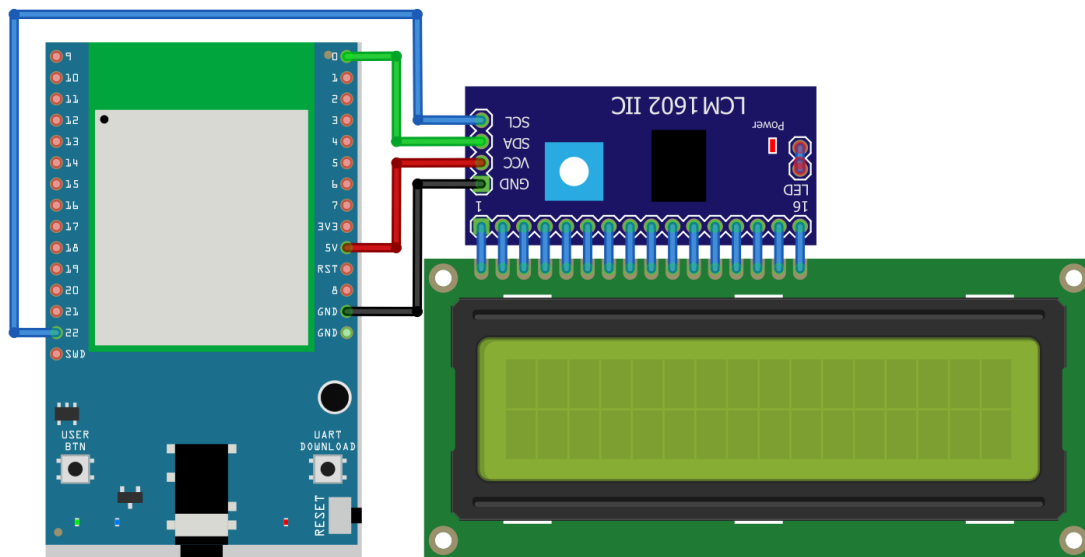 9
10
11
12
13
14
15
16
17
18
19
20
21
22
SWD
0
1
2
3
4
5
6
7
3V3
5V
RST
8
GND
GND
USER
BTN
UART
DOWNLOAD
RESET
LCM1602 IIC
SCL
SDA
VCC
GND
Power
LED
1
16